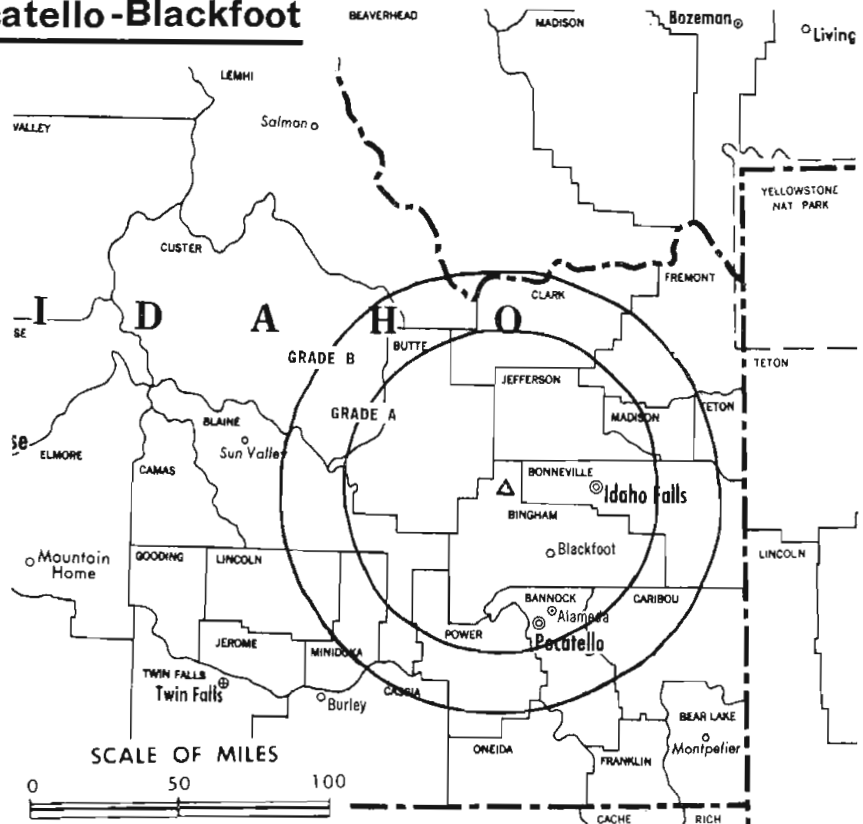 catello-Blackfoot
BEAVERHEAD
MADISON
Bozeman
Living
LEMHI
VALLEY
Salmon
YELLOWSTONE
NAT PARK
CUSTER
FREMONT
CLARK
I D A H O
SE
GRADE B
BUTTE
TETON
JEFFERSON
GRADE A
MADISON
TETON
BLAINE
Sun Valley
se
ELMORE
CAMAS
BONNEVILLE
Idaho Falls
BINGHAM
Mountain
Home
GOODING
LINCOLN
Blackfoot
LINCOLN
BANNOCK
CARIBOU
Alameda
Pocatello
POWER
JEROME
MINIDOKA
TWIN FALLS
Twin Falls
CASSIA
Burley
BEAR LAKE
Montpelier
ONEIDA
FRANKLIN
SCALE OF MILES
0 50 100
CACHE
RICH